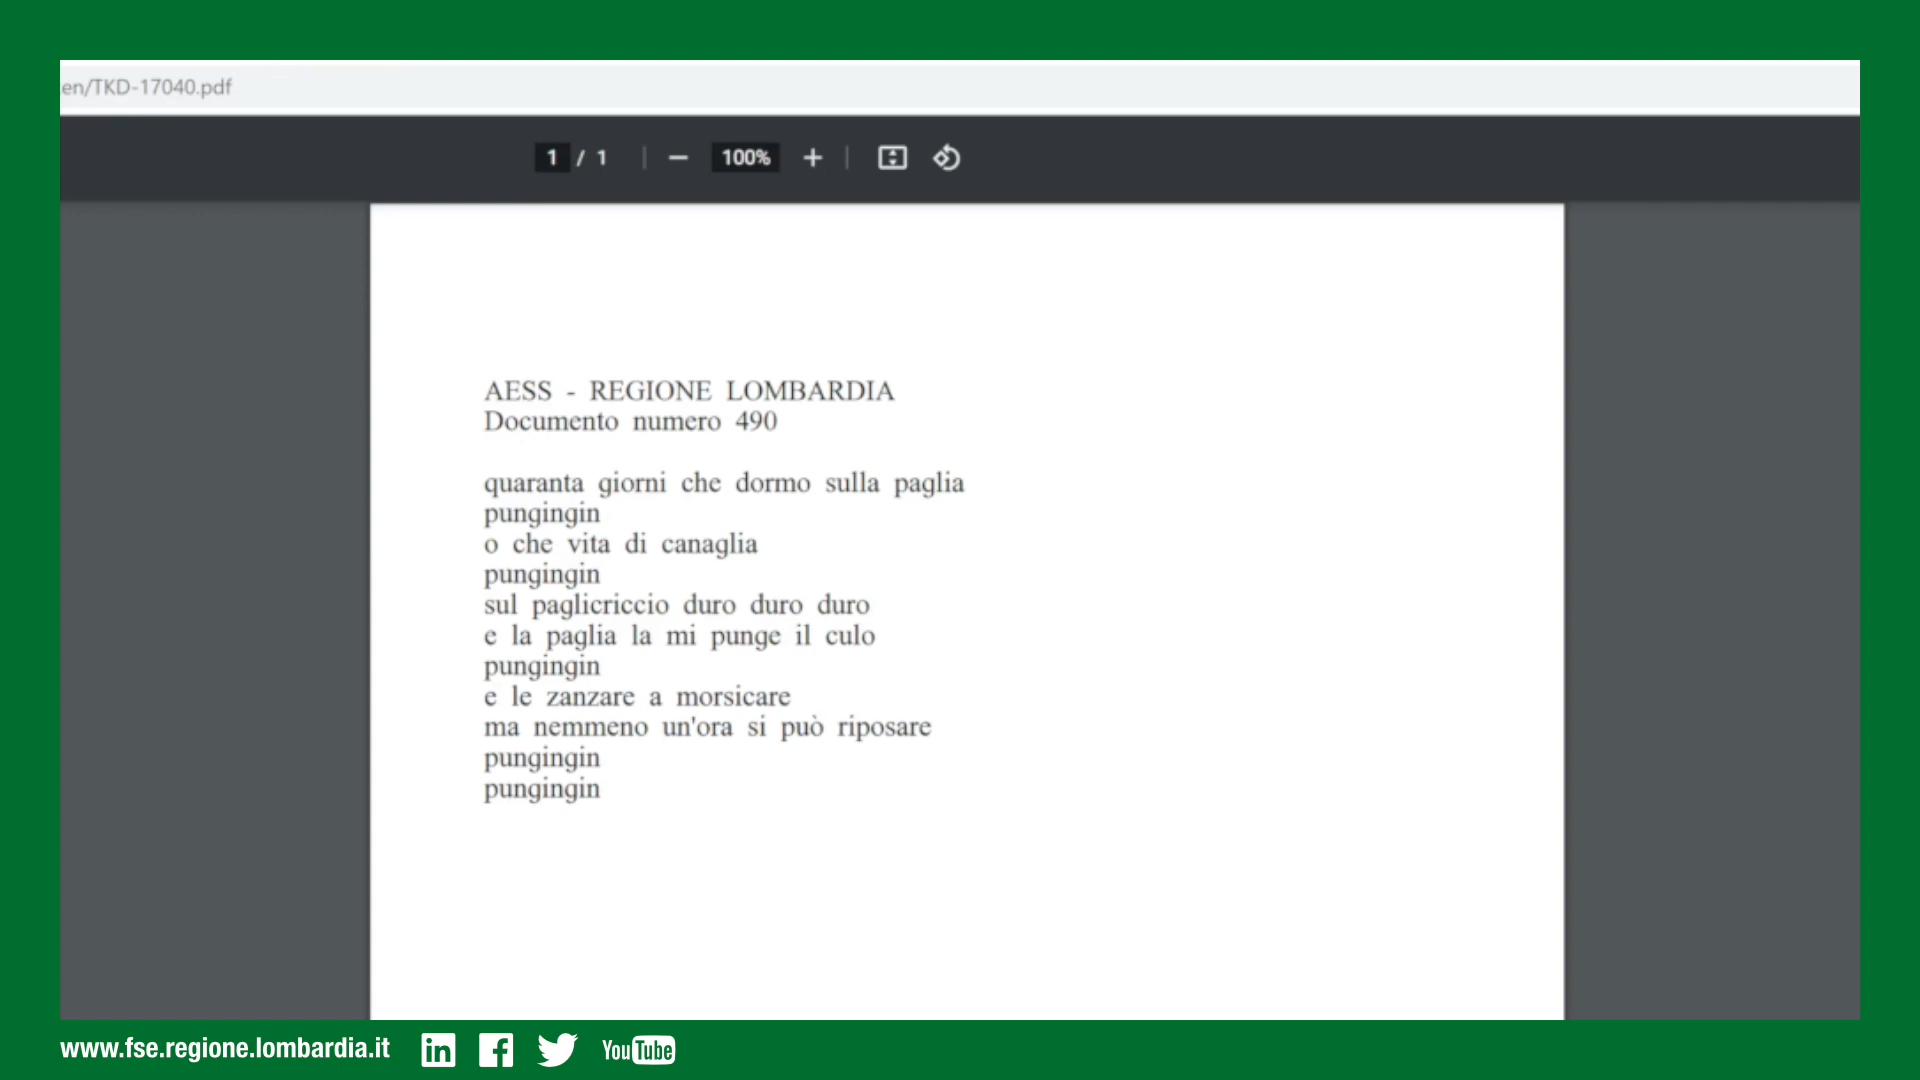 en/TKD-17040.pdf
1 / 1 | − 100% + |
AESS - REGIONE LOMBARDIA
Documento numero 490
quaranta giorni che dormo sulla paglia
pungingin
o che vita di canaglia
pungingin
sul paglicriccio duro duro duro
e la paglia la mi punge il culo
pungingin
e le zanzare a morsicare
ma nemmeno un'ora si può riposare
pungingin
pungingin
www.fse.regione.lombardia.it in f YouTube